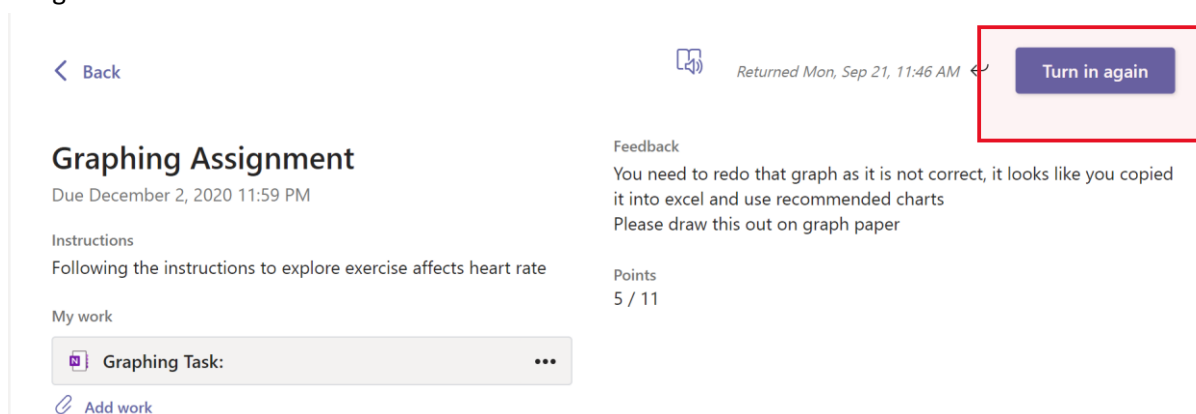 Back
Returned Mon, Sep 21, 11:46 AM
Turn in again
Graphing Assignment
Due December 2, 2020 11:59 PM
Instructions
Following the instructions to explore exercise affects heart rate
My work
Graphing Task:
Add work
Feedback
You need to redo that graph as it is not correct, it looks like you copied
it into excel and use recommended charts
Please draw this out on graph paper
Points
5 / 11